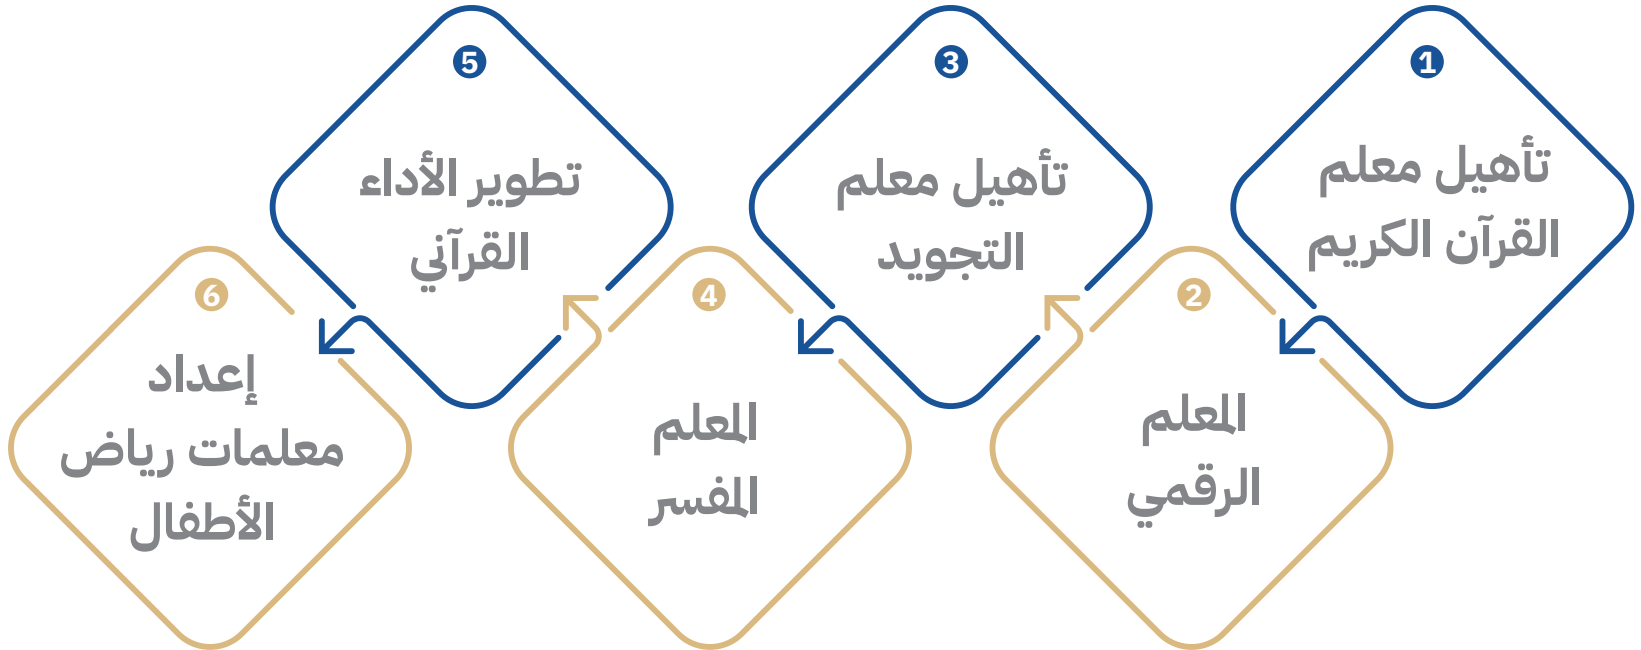 1
تأهيل معلم
القرآن الكريم
2
المعلم
الرقمي
3
تأهيل معلم
التجويد
4
المعلم
المفسر
5
تطوير الأداء
القرآني
6
إعداد
معلمات رياض
الأطفال